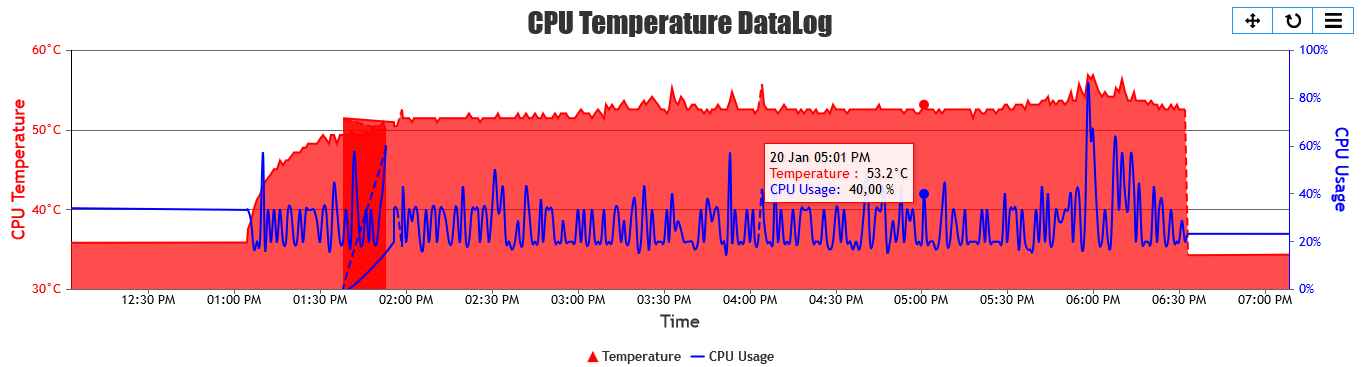 CPU Temperature DataLog
60°C
50°C
40°C
30°C
CPU Temperature
100%
80%
60%
40%
20%
0%
CPU Usage
20 Jan 05:01 PM
Temperature : 53.2°C
CPU Usage: 40,00 %
12:30 PM 01:00 PM 01:30 PM 02:00 PM 02:30 PM 03:00 PM 03:30 PM 04:00 PM 04:30 PM 05:00 PM 05:30 PM 06:00 PM 06:30 PM 07:00 PM
Time
Temperature CPU Usage